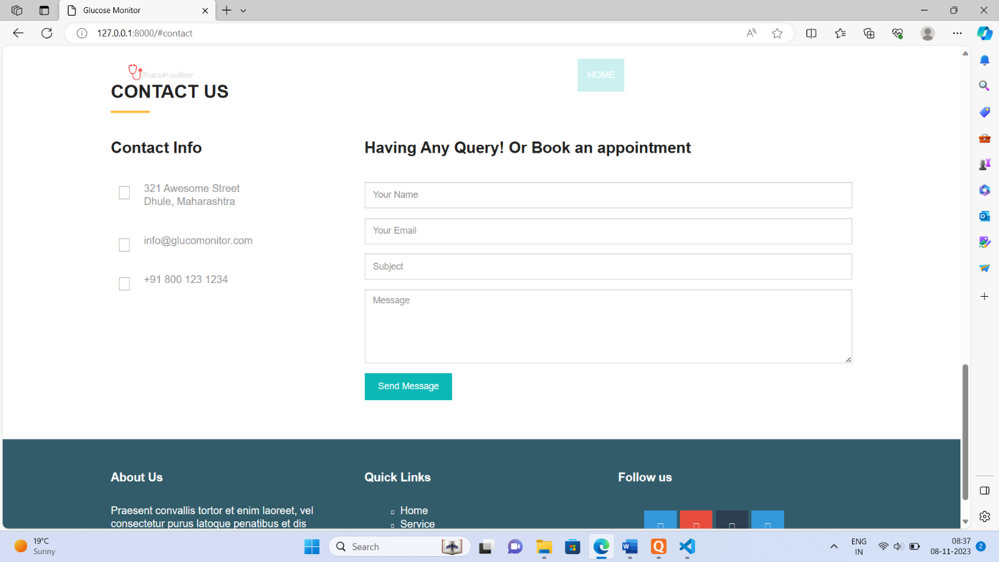 Glucose Monitor
127.0.0.1:8000/#contact
GlucoMonitor
HOME
CONTACT US
Contact Info
Having Any Query! Or Book an appointment
321 Awesome Street
Dhule, Maharashtra
info@glucomonitor.com
+91 800 123 1234
Your Name
Your Email
Subject
Message
Send Message
About Us
Quick Links
Follow us
Praesent convallis tortor et enim laoreet, vel
consectetur purus latoque penatibus et dis
Home
Service
19°C
Sunny
Search
ENG
IN
08:37
08-11-2023
2